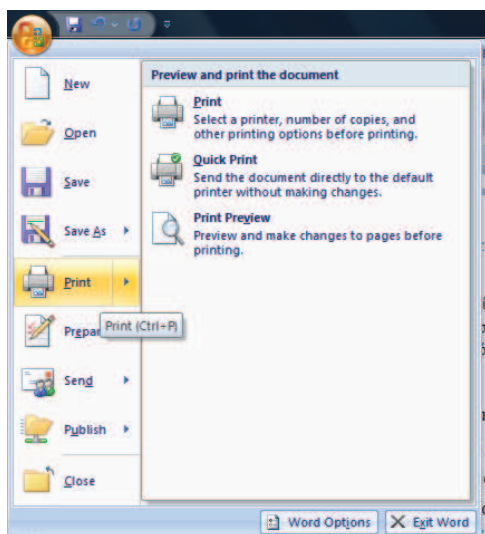 New
Open
Save
Save As
Print
Print (Ctrl+P)
Send
Publish
Close
Preview and print the document
Print
Select a printer, number of copies, and
other printing options before printing.
Quick Print
Send the document directly to the default
printer without making changes.
Print Preview
Preview and make changes to pages before
printing.
Word Options
Exit Word